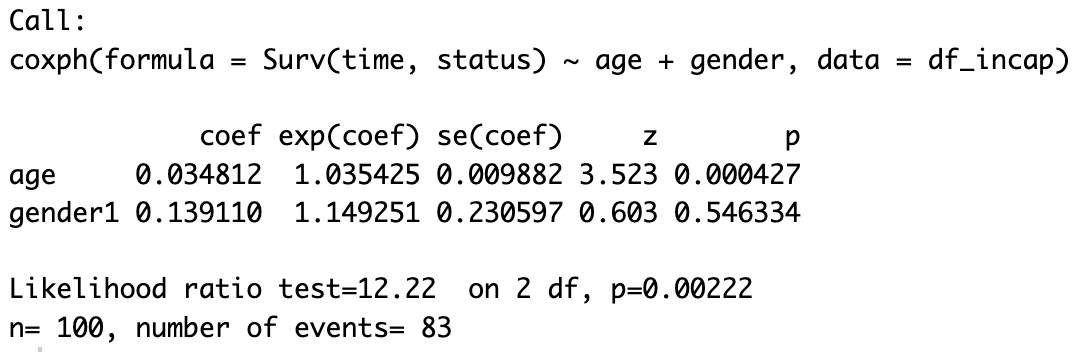 Call:
coxph(formula = Surv(time, status) ~ age + gender, data = df_incap)
coef exp(coef) se(coef) z p
age 0.034812 1.035425 0.009882 3.523 0.000427
gender1 0.139110 1.149251 0.230597 0.603 0.546334
Likelihood ratio test=12.22 on 2 df, p=0.00222
n= 100, number of events= 83